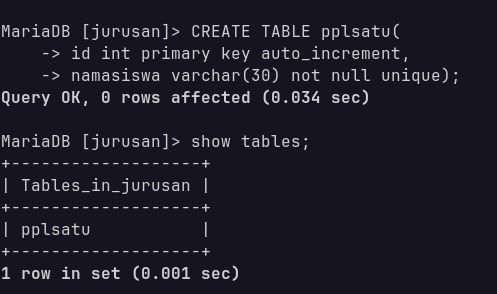 MariaDB [jurusan]> CREATE TABLE pplsatu(
    -> id int primary key auto_increment,
    -> namasiswa varchar(30) not null unique);
Query OK, 0 rows affected (0.034 sec)

MariaDB [jurusan]> show tables;
+-------------------+
| Tables_in_jurusan |
+-------------------+
| pplsatu           |
+-------------------+
1 row in set (0.001 sec)